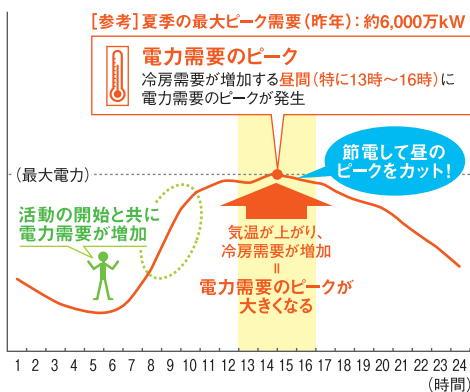 [参考]夏季の最大ピーク需要(昨年):約6,000万kW
電力需要のピーク
冷房需要が増加する昼間(特に13時～16時)に
電力需要のピークが発生
(最大電力)
節電して昼の
ピークをカット!
活動の開始と共に
電力需要が増加
気温が上がり、
冷房需要が増加
=
電力需要のピークが
大きくなる
1 2 3 4 5 6 7 8 9 10 11 12 13 14 15 16 17 18 19 20 21 22 23 24
(時間)